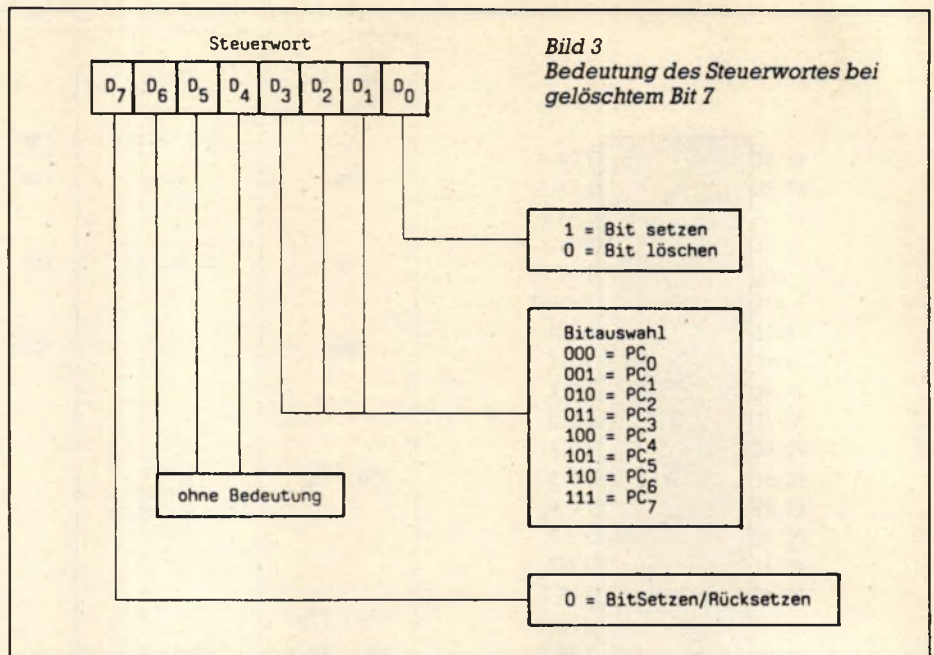 Steuerwort
D7 D6 D5 D4 D3 D2 D1 D0
Bild 3
Bedeutung des Steuerwortes bei
gelöschtem Bit 7
1 = Bit setzen
0 = Bit löschen
Bitauswahl
000 = PC0
001 = PC1
010 = PC2
011 = PC3
100 = PC4
101 = PC5
110 = PC6
111 = PC7
ohne Bedeutung
0 = BitSetzen/Rücksetzen